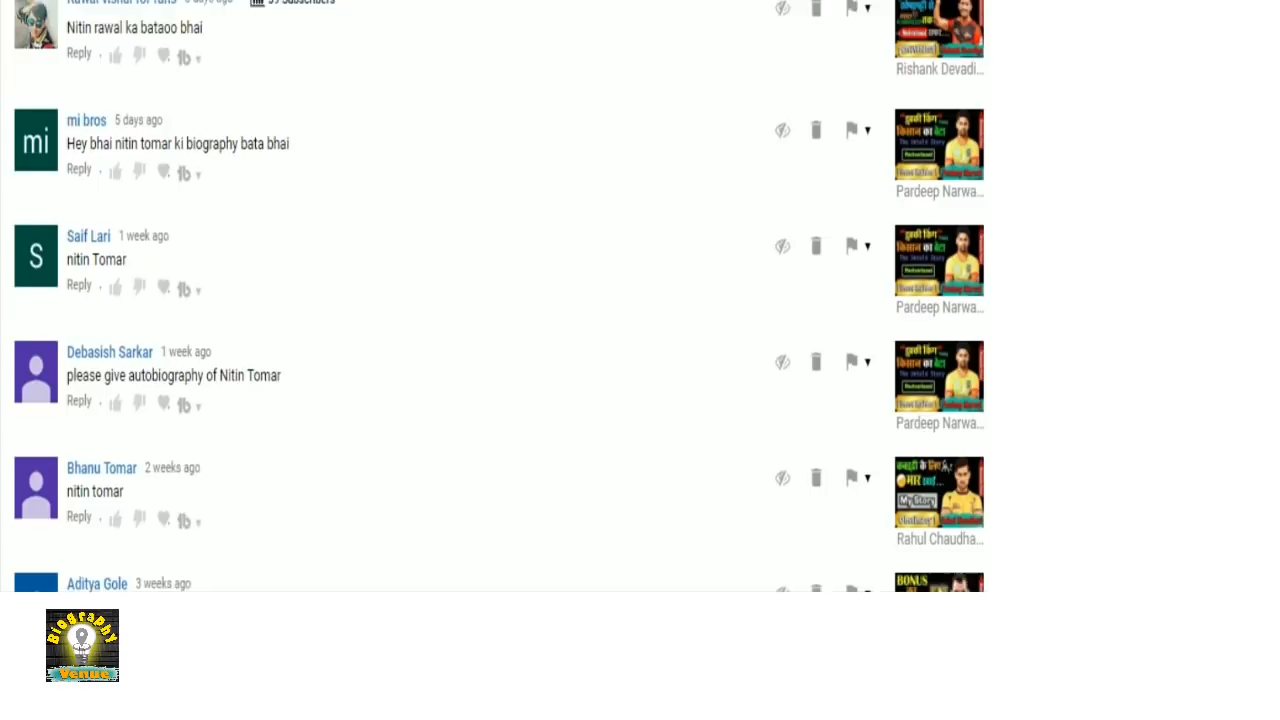 Nitin rawal ka bataoo bhai
Reply
Rishank Devadi...
mi
mi bros 5 days ago
Hey bhai nitin tomar ki biography bata bhai
Reply
Pardeep Narwa...
S
Saif Lari 1 week ago
nitin Tomar
Reply
Pardeep Narwa...
Debasish Sarkar 1 week ago
please give autobiography of Nitin Tomar
Reply
Pardeep Narwa...
Bhanu Tomar 2 weeks ago
nitin tomar
Reply
My Story
Rahul Chaudha...
Aditya Gole 3 weeks ago
BONUS
Biography
Venue